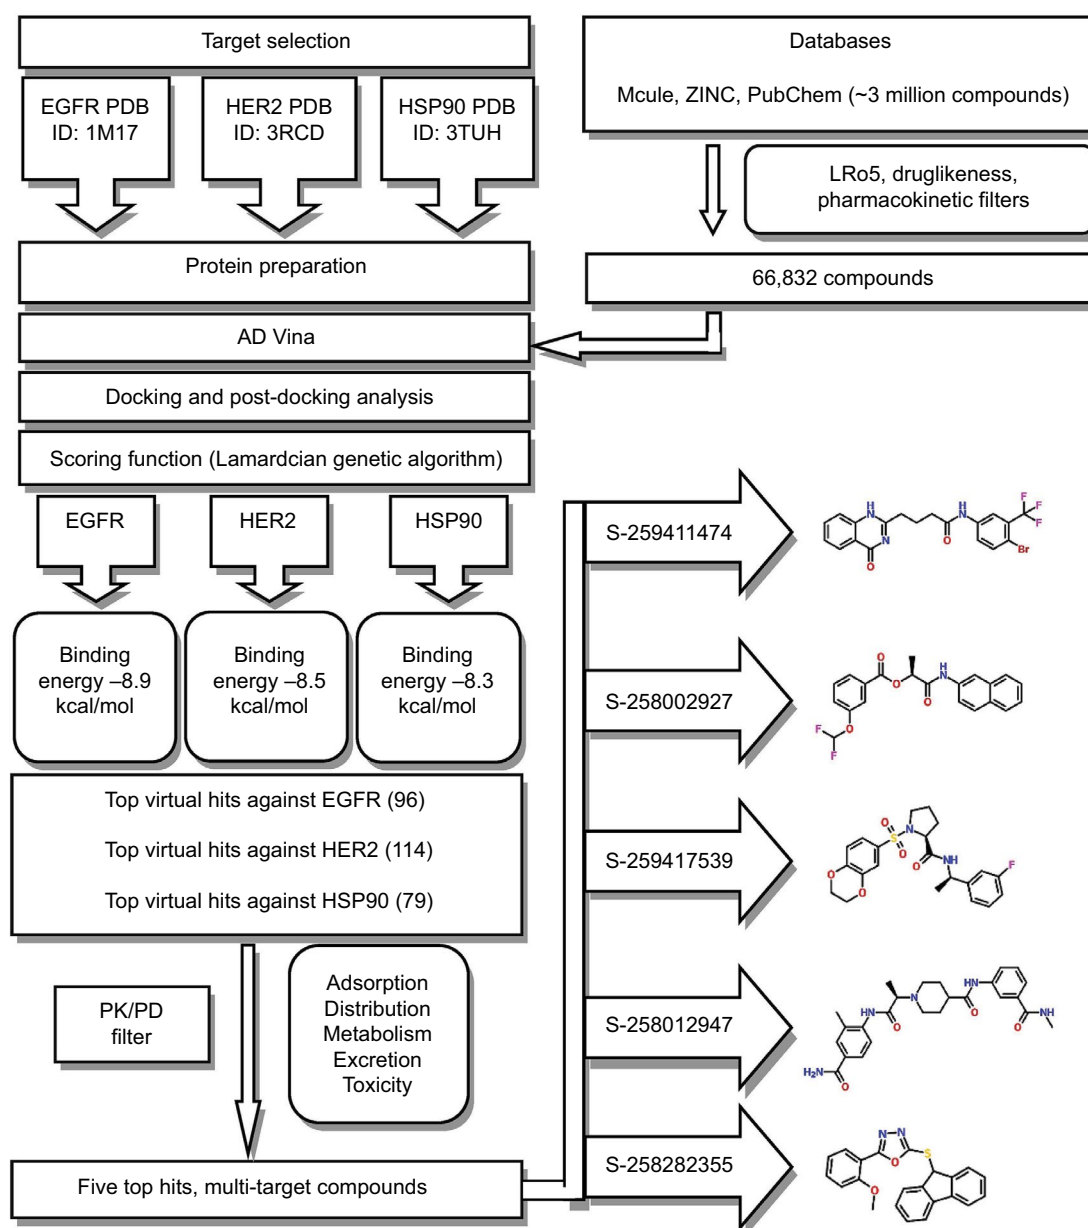 Target selection
EGFR PDB
ID: 1M17
HER2 PDB
ID: 3RCD
HSP90 PDB
ID: 3TUH
Databases
Mcule, ZINC, PubChem (~3 million compounds)
LRo5, druglikeness,
pharmacokinetic filters
66,832 compounds
Protein preparation
AD Vina
Docking and post-docking analysis
Scoring function (Lamardcian genetic algorithm)
EGFR
HER2
HSP90
Binding
energy –8.9
kcal/mol
Binding
energy –8.5
kcal/mol
Binding
energy –8.3
kcal/mol
Top virtual hits against EGFR (96)
Top virtual hits against HER2 (114)
Top virtual hits against HSP90 (79)
PK/PD
filter
Adsorption
Distribution
Metabolism
Excretion
Toxicity
Five top hits, multi-target compounds
S-259411474
H
N
N
O
O
H
N
F
F
F
Br
S-258002927
O
O
O
H
N
O
F
F
S-259417539
O
S
O
N
O
NH
F
O
O
S-258012947
H
N
O
N
O
NH
O
NH
H₂N
O
S-258282355
N
N
O
S
O